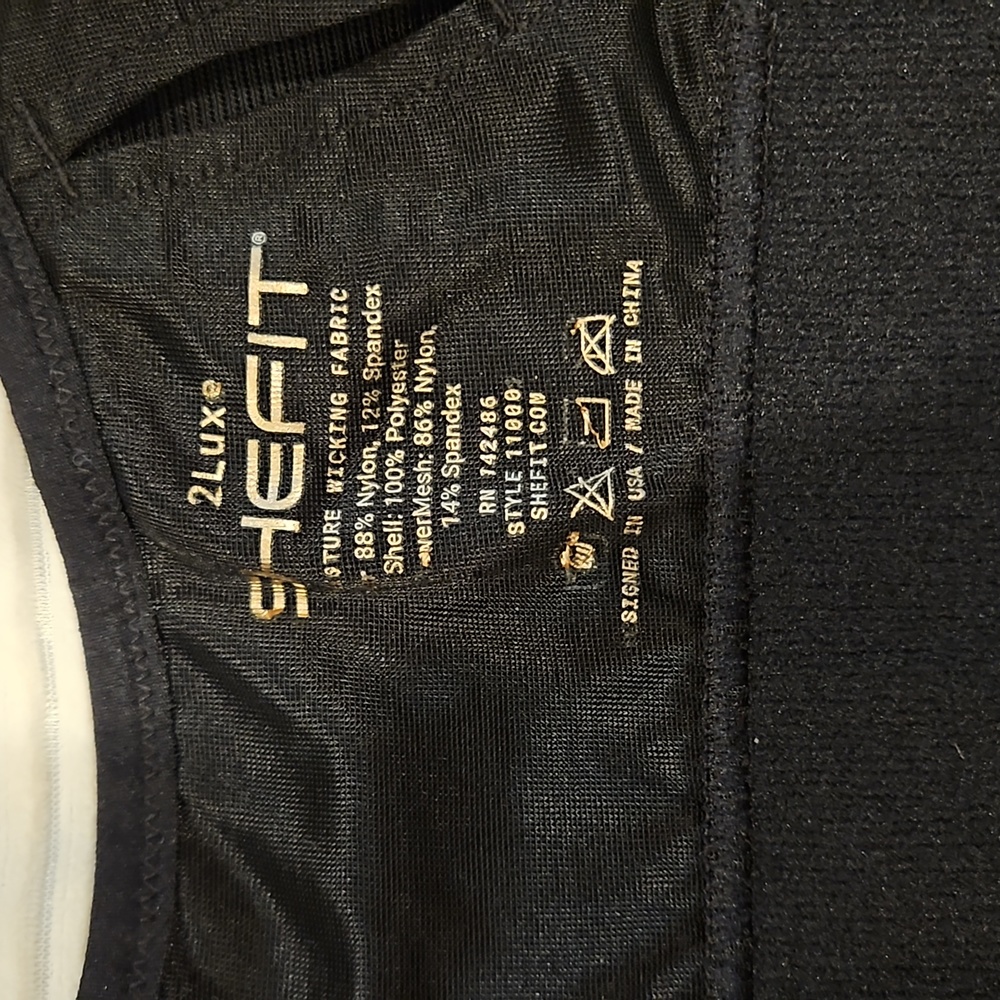 2Lux®
SHEFIT®
TURE WICKING FABRIC
88% Nylon, 12% Spandex
Shell: 100% Polyester
nerMesh: 86% Nylon,
14% Spandex
RN 142486
STYLE 11000
SHEFIT.COM
SIGNED IN USA / MADE IN CHINA